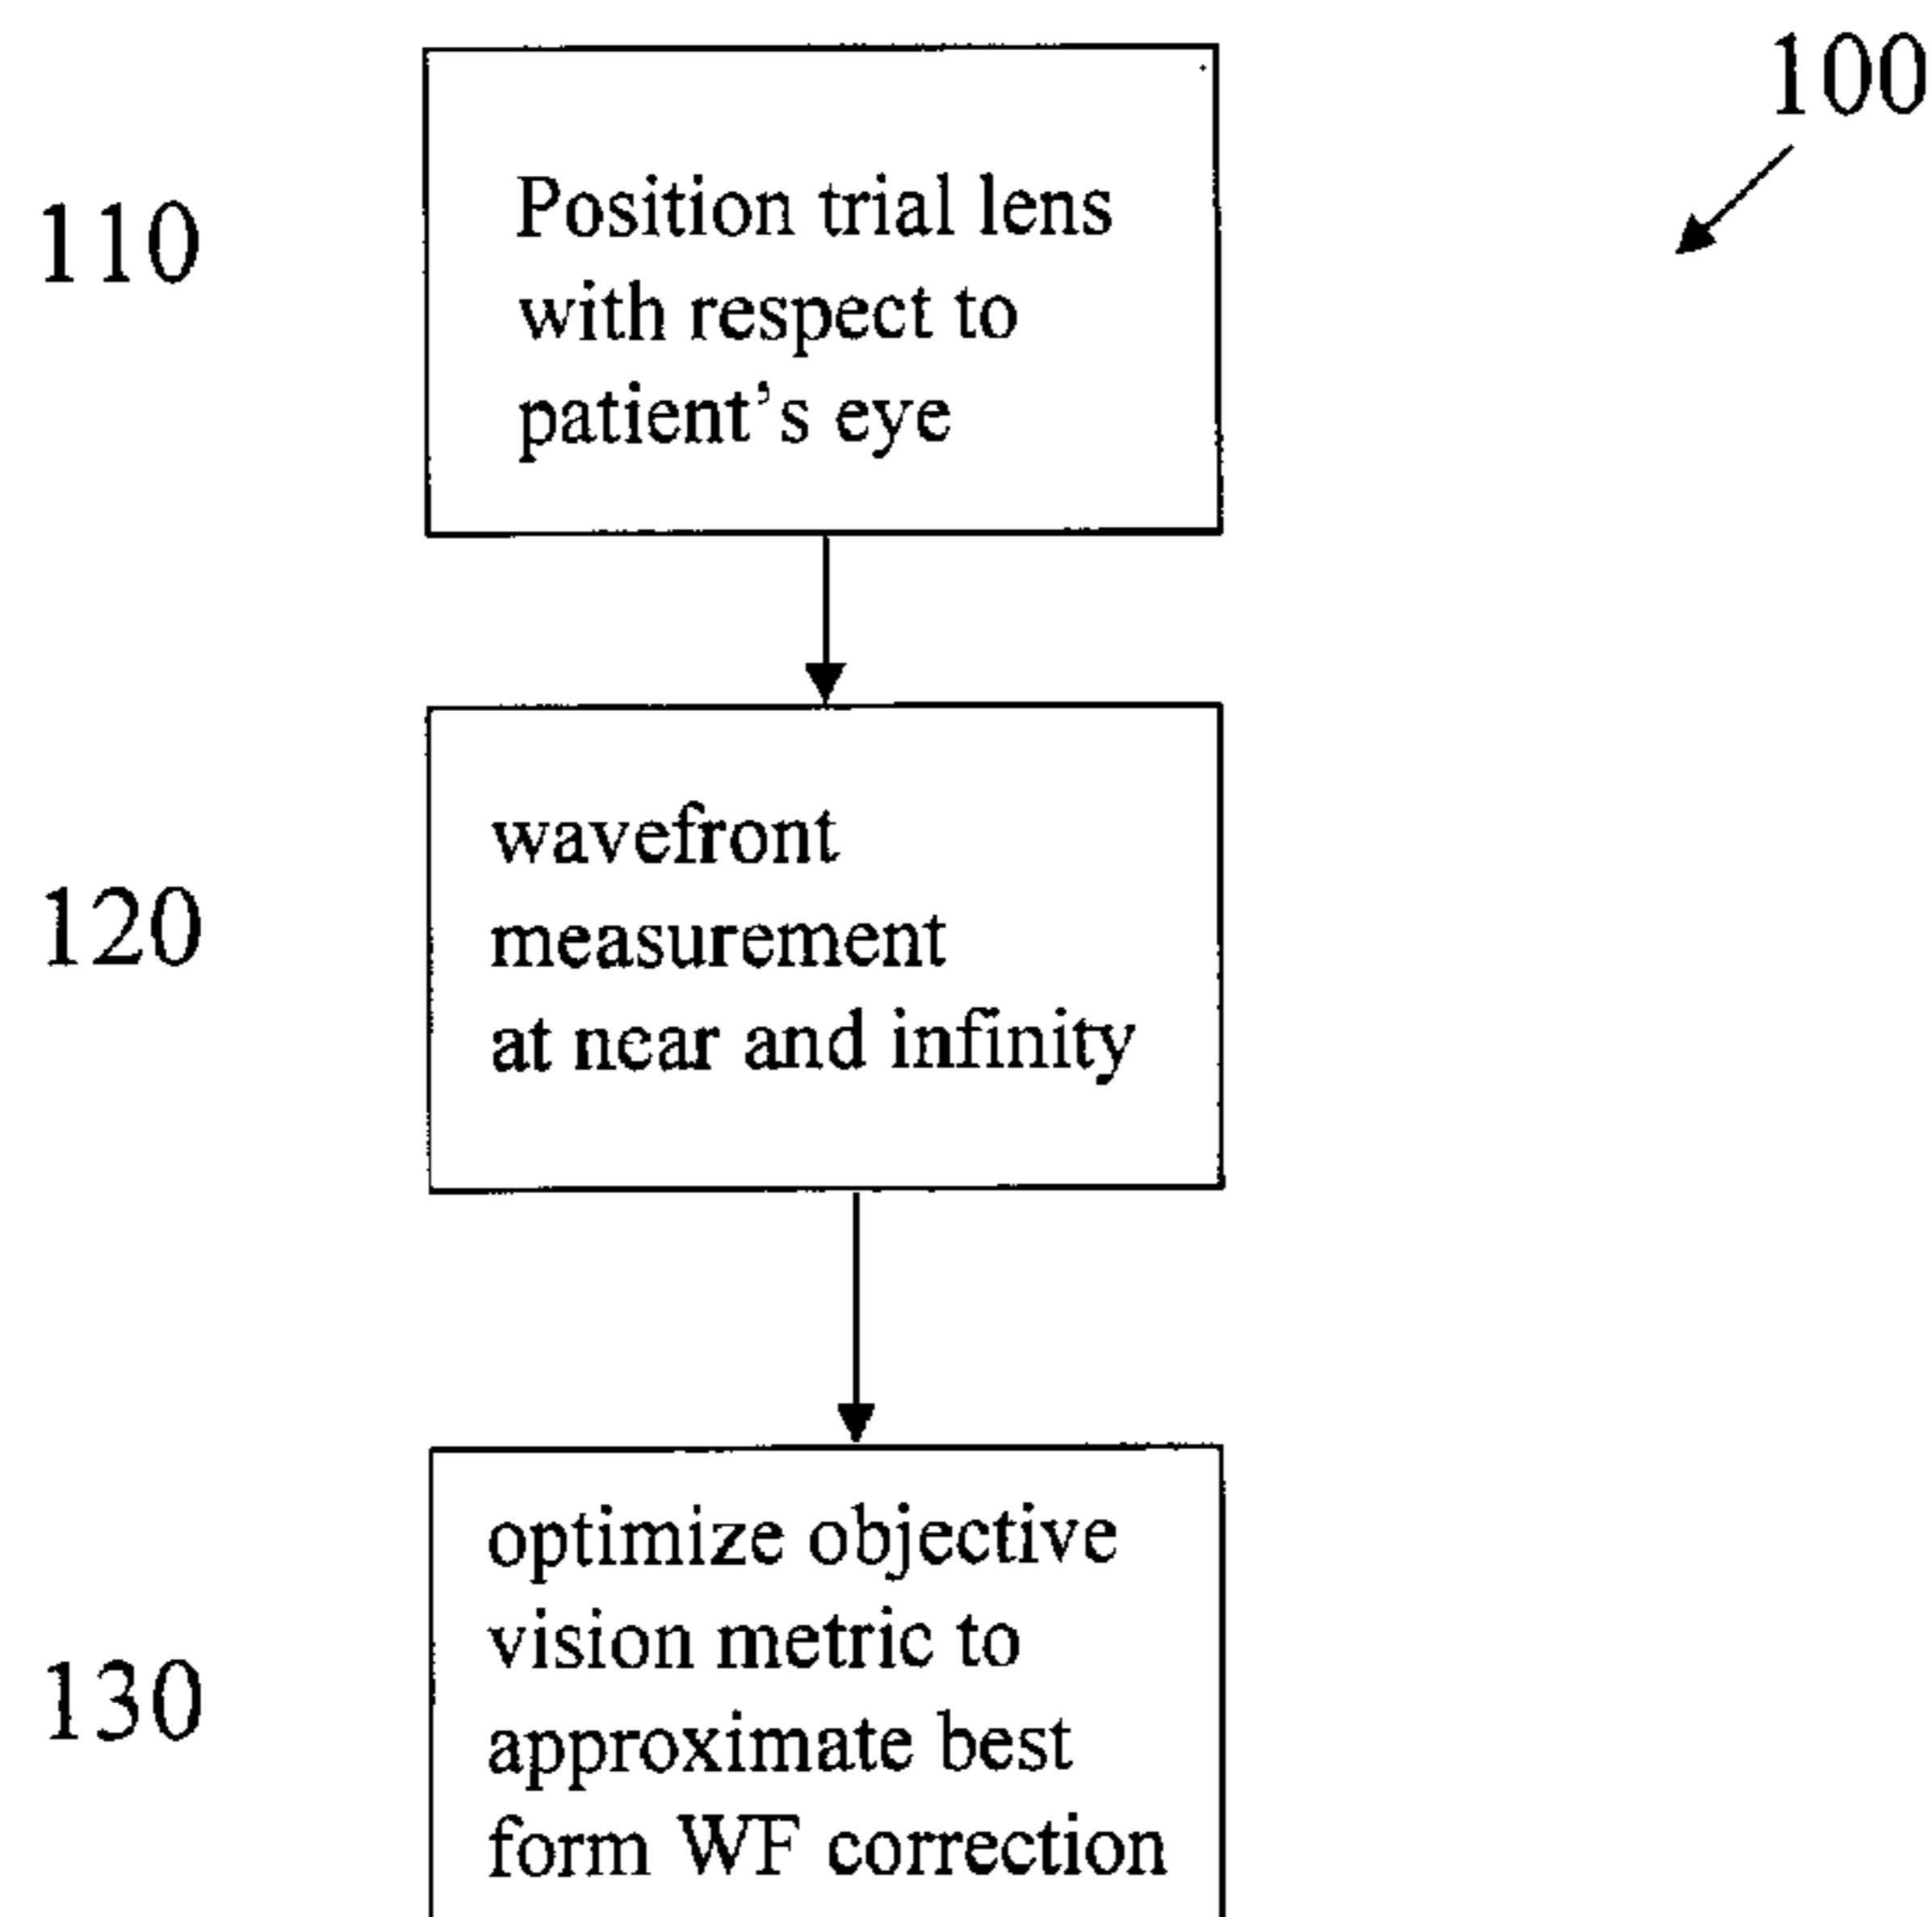 100
110
Position trial lens
with respect to
patient's eye
120
wavefront
measurement
at near and infinity
130
optimize objective
vision metric to
approximate best
form WF correction